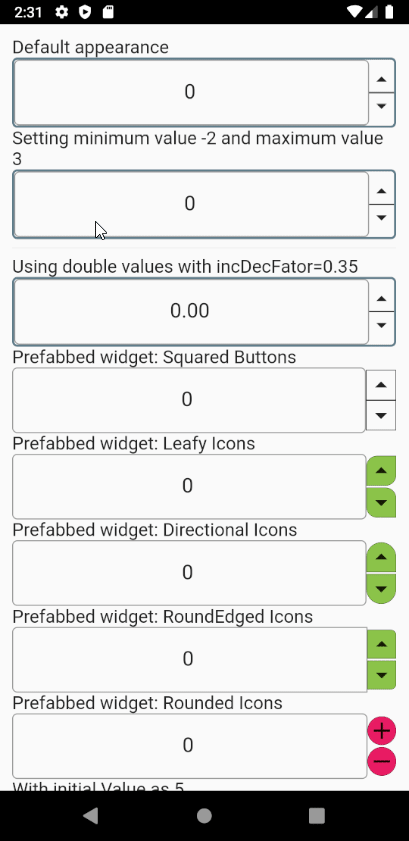 2:31
Default appearance
0
Setting minimum value -2 and maximum value
3
0
Using double values with incDecFator=0.35
0.00
Prefabbed widget: Squared Buttons
0
Prefabbed widget: Leafy Icons
0
Prefabbed widget: Directional Icons
0
Prefabbed widget: RoundEdged Icons
0
Prefabbed widget: Rounded Icons
0
With initial Value as 5